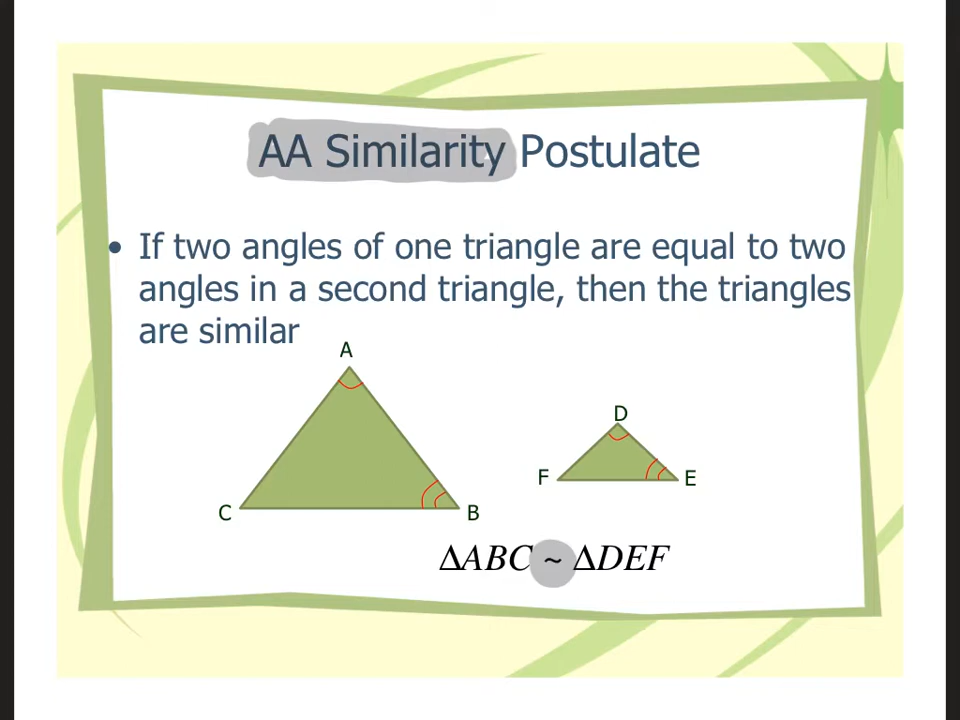 AA Similarity Postulate
• If two angles of one triangle are equal to two
angles in a second triangle, then the triangles
are similar
A
D
F
E
C
B
ΔABC ~ ΔDEF